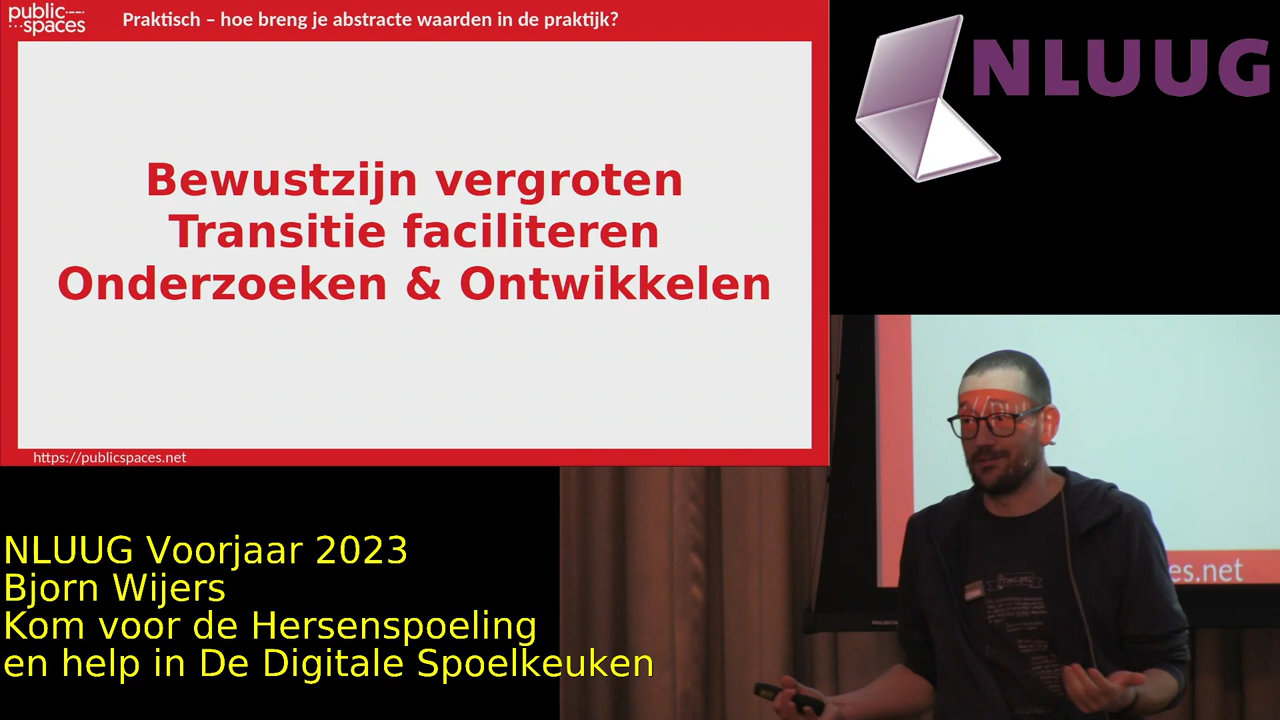 public
spaces
Praktisch – hoe breng je abstracte waarden in de praktijk?
Bewustzijn vergroten
Transitie faciliteren
Onderzoeken & Ontwikkelen
https://publicspaces.net
NLUUG
es.net
NLUUG Voorjaar 2023
Bjorn Wijers
Kom voor de Hersenspoeling
en help in De Digitale Spoelkeuken